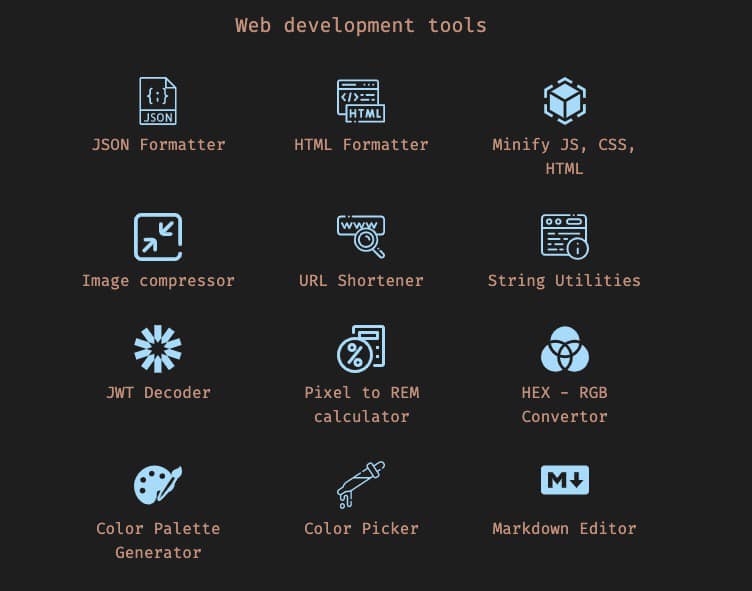 Web development tools
{;}
JSON
</>
HTML
JSON Formatter
HTML Formatter
Minify JS, CSS,
HTML
WWW
i
Image compressor
URL Shortener
String Utilities
%
JWT Decoder
Pixel to REM
calculator
HEX - RGB
Convertor
M
Color Palette
Generator
Color Picker
Markdown Editor